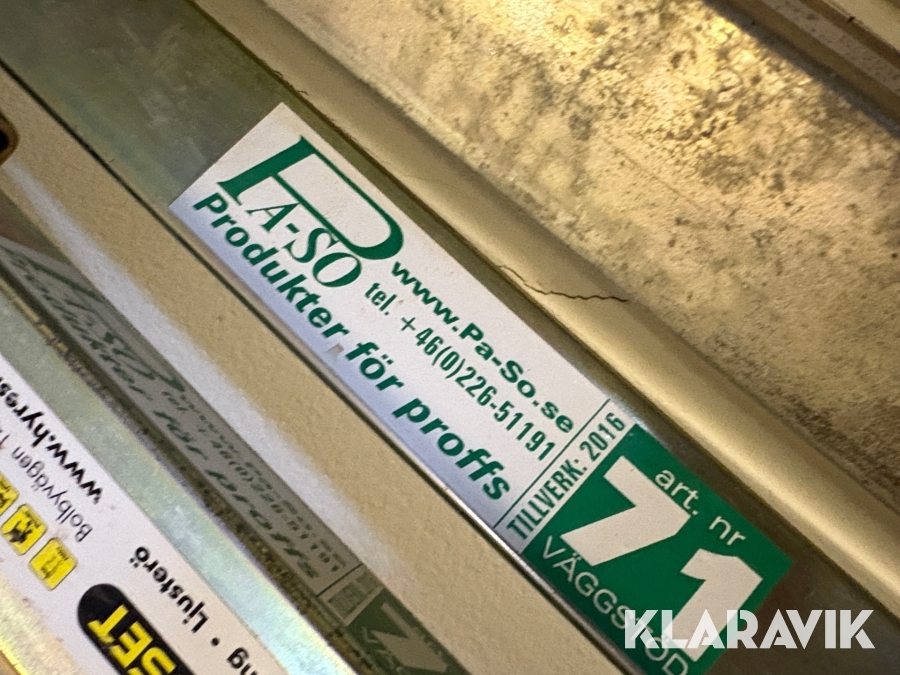 PA-SO
www.Pa-So.se
tel. +46(0)226-51191
Produkter för proffs
TILLVERK: 2016
art. nr
71
KLARAVIK
www.hyres
Bolbyvägen
Ljusterö
SET